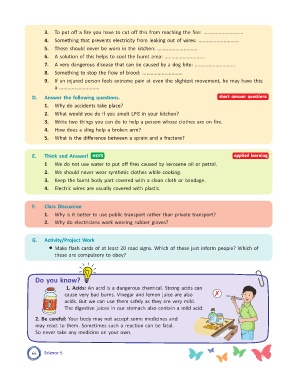 3. To put off a fire you have to cut off this from reaching the fire: ..............................
4. Something that prevents electricity from leaking out of wires: ..............................
5. These should never be worn in the kitchen ..............................
6. A solution of this helps to cool the burnt area: ..............................
7. A very dangerous disease that can be caused by a dog bite: ..............................
8. Something to stop the flow of blood: ..............................
9. If an injured person feels extreme pain at even the slightest movement, he may have this:
a ..............................
D. Answer the following questions. short answer questions
1. Why do accidents take place?
2. What would you do if you smelt LPG in your kitchen?
3. Write two things you can do to help a person whose clothes are on fire.
4. How does a sling help a broken arm?
5. What is the difference between a sprain and a fracture?
E. Think and Answer! HOTS applied learning
1 We do not use water to put off fires caused by kerosene oil or petrol.
2. We should never wear synthetic clothes while cooking.
3. Keep the burnt body part covered with a clean cloth or bandage.
4. Electric wires are usually covered with plastic.
F. Class Discussion
1. Why is it better to use public transport rather than private transport?
2. Why do electricians work wearing rubber gloves?
G. Activity/Project Work
● Make flash cards of at least 20 road signs. Which of these just inform people? Which of
these are compulsory to obey?
Do you know?
1. Acids: An acid is a dangerous chemical. Strong acids can
cause very bad burns. Vinegar and lemon juice are also
acids. But we can use them safely as they are very mild.
The digestive juices in our stomach also contain a mild acid.
2. Be careful: Your body may not accept some medicines and
may react to them. Sometimes such a reaction can be fatal.
So never take any medicine on your own.
Science-5